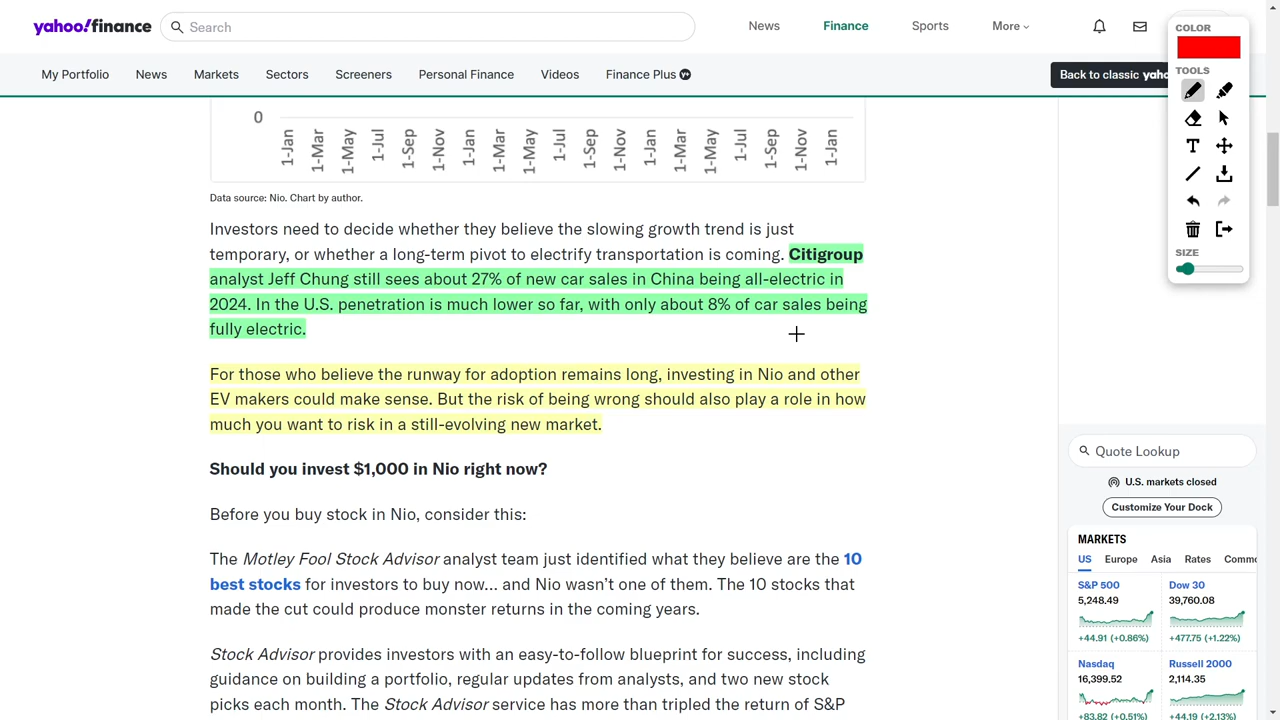 yahoo!finance
Search
News
Finance
Sports
More
COLOR
My Portfolio
News
Markets
Sectors
Screeners
Personal Finance
Videos
Finance Plus
Back to classic yaho
TOOLS
T
SIZE
0
1-Jan
1-Mar
1-May
1-Jul
1-Sep
1-Nov
1-Jan
1-Mar
1-May
1-Jul
1-Sep
1-Nov
1-Jan
1-Mar
1-May
1-Jul
1-Sep
1-Nov
1-Jan
Data source: Nio. Chart by author.
Investors need to decide whether they believe the slowing growth trend is just
temporary, or whether a long-term pivot to electrify transportation is coming. Citigroup
analyst Jeff Chung still sees about 27% of new car sales in China being all-electric in
2024. In the U.S. penetration is much lower so far, with only about 8% of car sales being
fully electric.
For those who believe the runway for adoption remains long, investing in Nio and other
EV makers could make sense. But the risk of being wrong should also play a role in how
much you want to risk in a still-evolving new market.
Should you invest $1,000 in Nio right now?
Before you buy stock in Nio, consider this:
The Motley Fool Stock Advisor analyst team just identified what they believe are the 10
best stocks for investors to buy now… and Nio wasn't one of them. The 10 stocks that
made the cut could produce monster returns in the coming years.
Stock Advisor provides investors with an easy-to-follow blueprint for success, including
guidance on building a portfolio, regular updates from analysts, and two new stock
picks each month. The Stock Advisor service has more than tripled the return of S&P
Quote Lookup
U.S. markets closed
Customize Your Dock
MARKETS
US
Europe
Asia
Rates
Commo
S&P 500
5,248.49
+44.91 (+0.86%)
Dow 30
39,760.08
+477.75 (+1.22%)
Nasdaq
16,399.52
+83.82 (+0.51%)
Russell 2000
2,114.35
+44.19 (+2.13%)